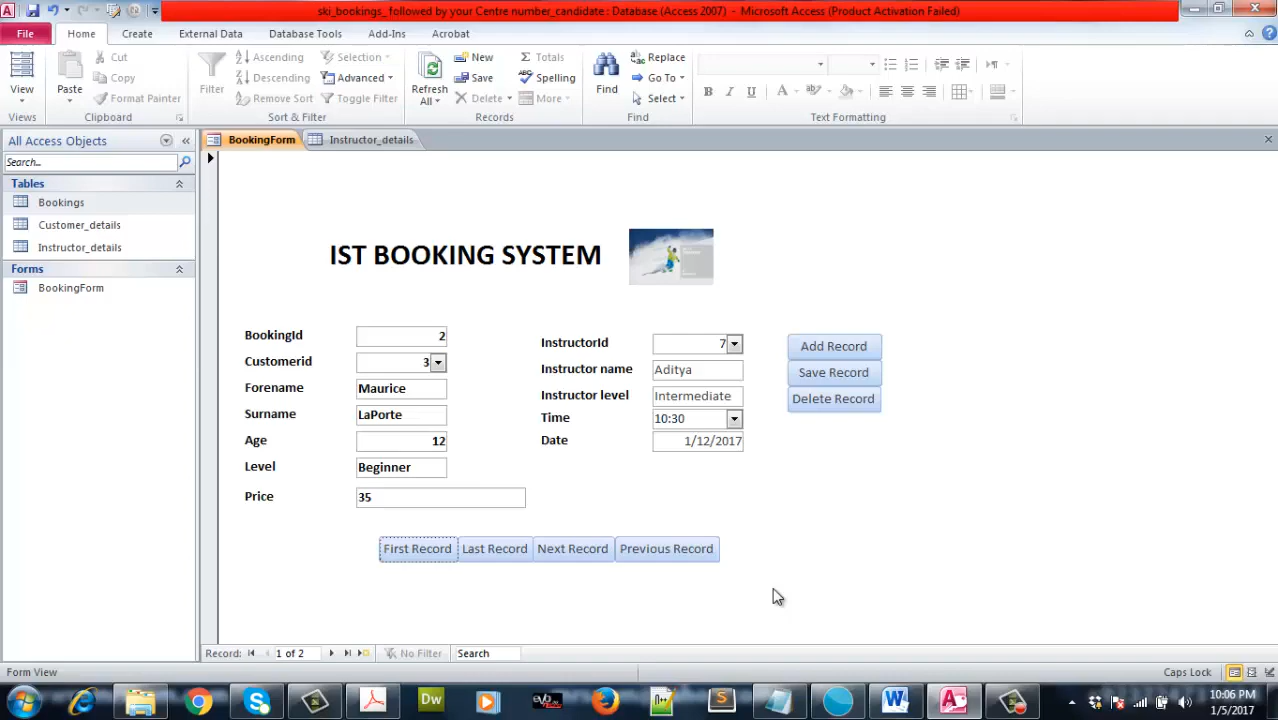 ski_bookings_ followed by your Centre number_candidate : Database (Access 2007) - Microsoft Access (Product Activation Failed)
File Home Create External Data Database Tools Add-Ins Acrobat
View
Views
Paste
Cut
Copy
Format Painter
Clipboard
Filter
Ascending
Descending
Remove Sort
Selection
Advanced
Toggle Filter
Sort & Filter
Refresh
All
New
Save
Delete
Totals
Spelling
More
Records
Find
Replace
Go To
Select
Find
B I U A
Text Formatting
All Access Objects
Search...
Tables
Bookings
Customer_details
Instructor_details
Forms
BookingForm
BookingForm Instructor_details
IST BOOKING SYSTEM
BookingId 2
Customerid 3
Forename Maurice
Surname LaPorte
Age 12
Level Beginner
Price 35
InstructorId 7
Instructor name Aditya
Instructor level Intermediate
Time 10:30
Date 1/12/2017
Add Record
Save Record
Delete Record
First Record Last Record Next Record Previous Record
Record: 1 of 2 No Filter Search
Form View Caps Lock
10:06 PM
1/5/2017